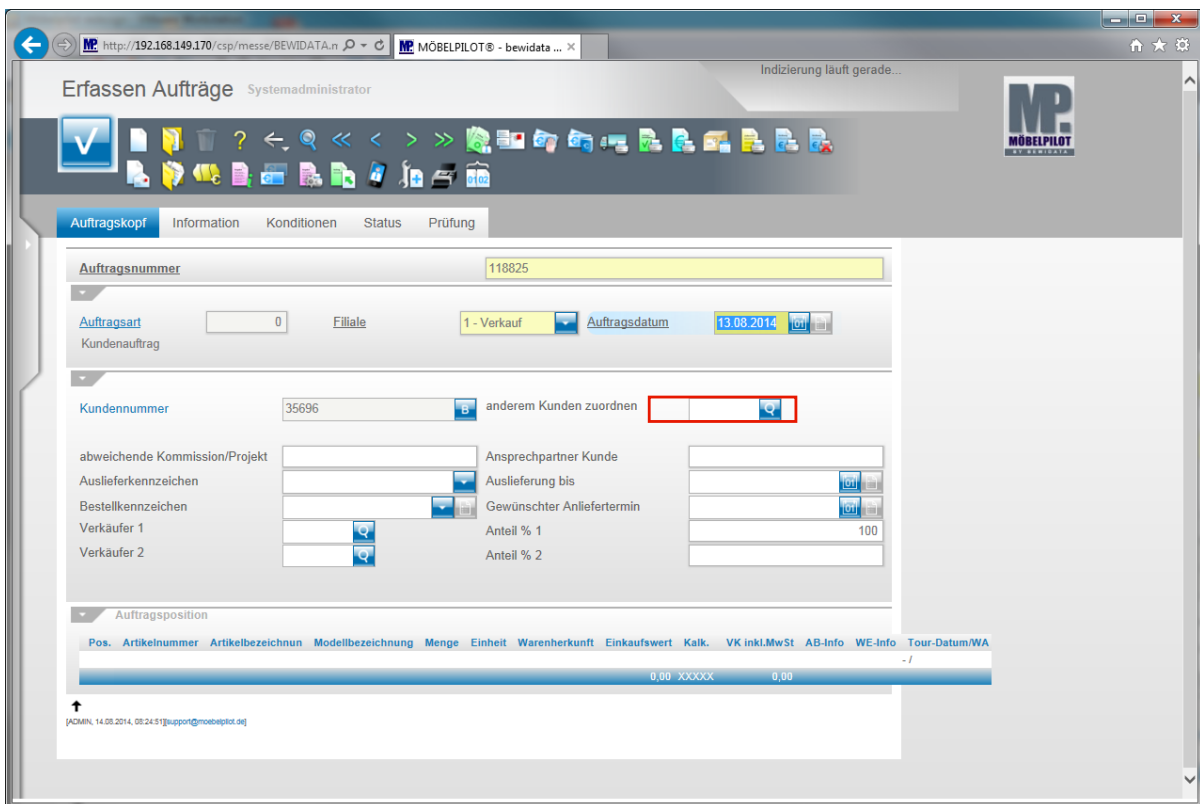 http://192.168.149.170/csp/messe/BEWIDATA.n
MÖBELPILOT® - bewidata ...
Indizierung läuft gerade...
Erfassen Aufträge Systemadministrator
MP
MÖBELPILOT
BY BEWIDATA
Auftragskopf Information Konditionen Status Prüfung
Auftragsnummer 118825
Auftragsart 0 Filiale 1 - Verkauf Auftragsdatum 13.08.2014
Kundenauftrag
Kundennummer 35696 B anderem Kunden zuordnen
abweichende Kommission/Projekt Ansprechpartner Kunde
Auslieferkennzeichen Auslieferung bis
Bestellkennzeichen Gewünschter Anliefertermin
Verkäufer 1 Anteil % 1 100
Verkäufer 2 Anteil % 2
Auftragsposition
Pos. Artikelnummer Artikelbezeichnun Modellbezeichnung Menge Einheit Warenherkunft Einkaufswert Kalk. VK inkl.MwSt AB-Info WE-Info Tour-Datum/WA
- /
0,00 XXXXX 0,00
[ADMIN, 14.08.2014, 08:24:51][support@moebelpilot.de]